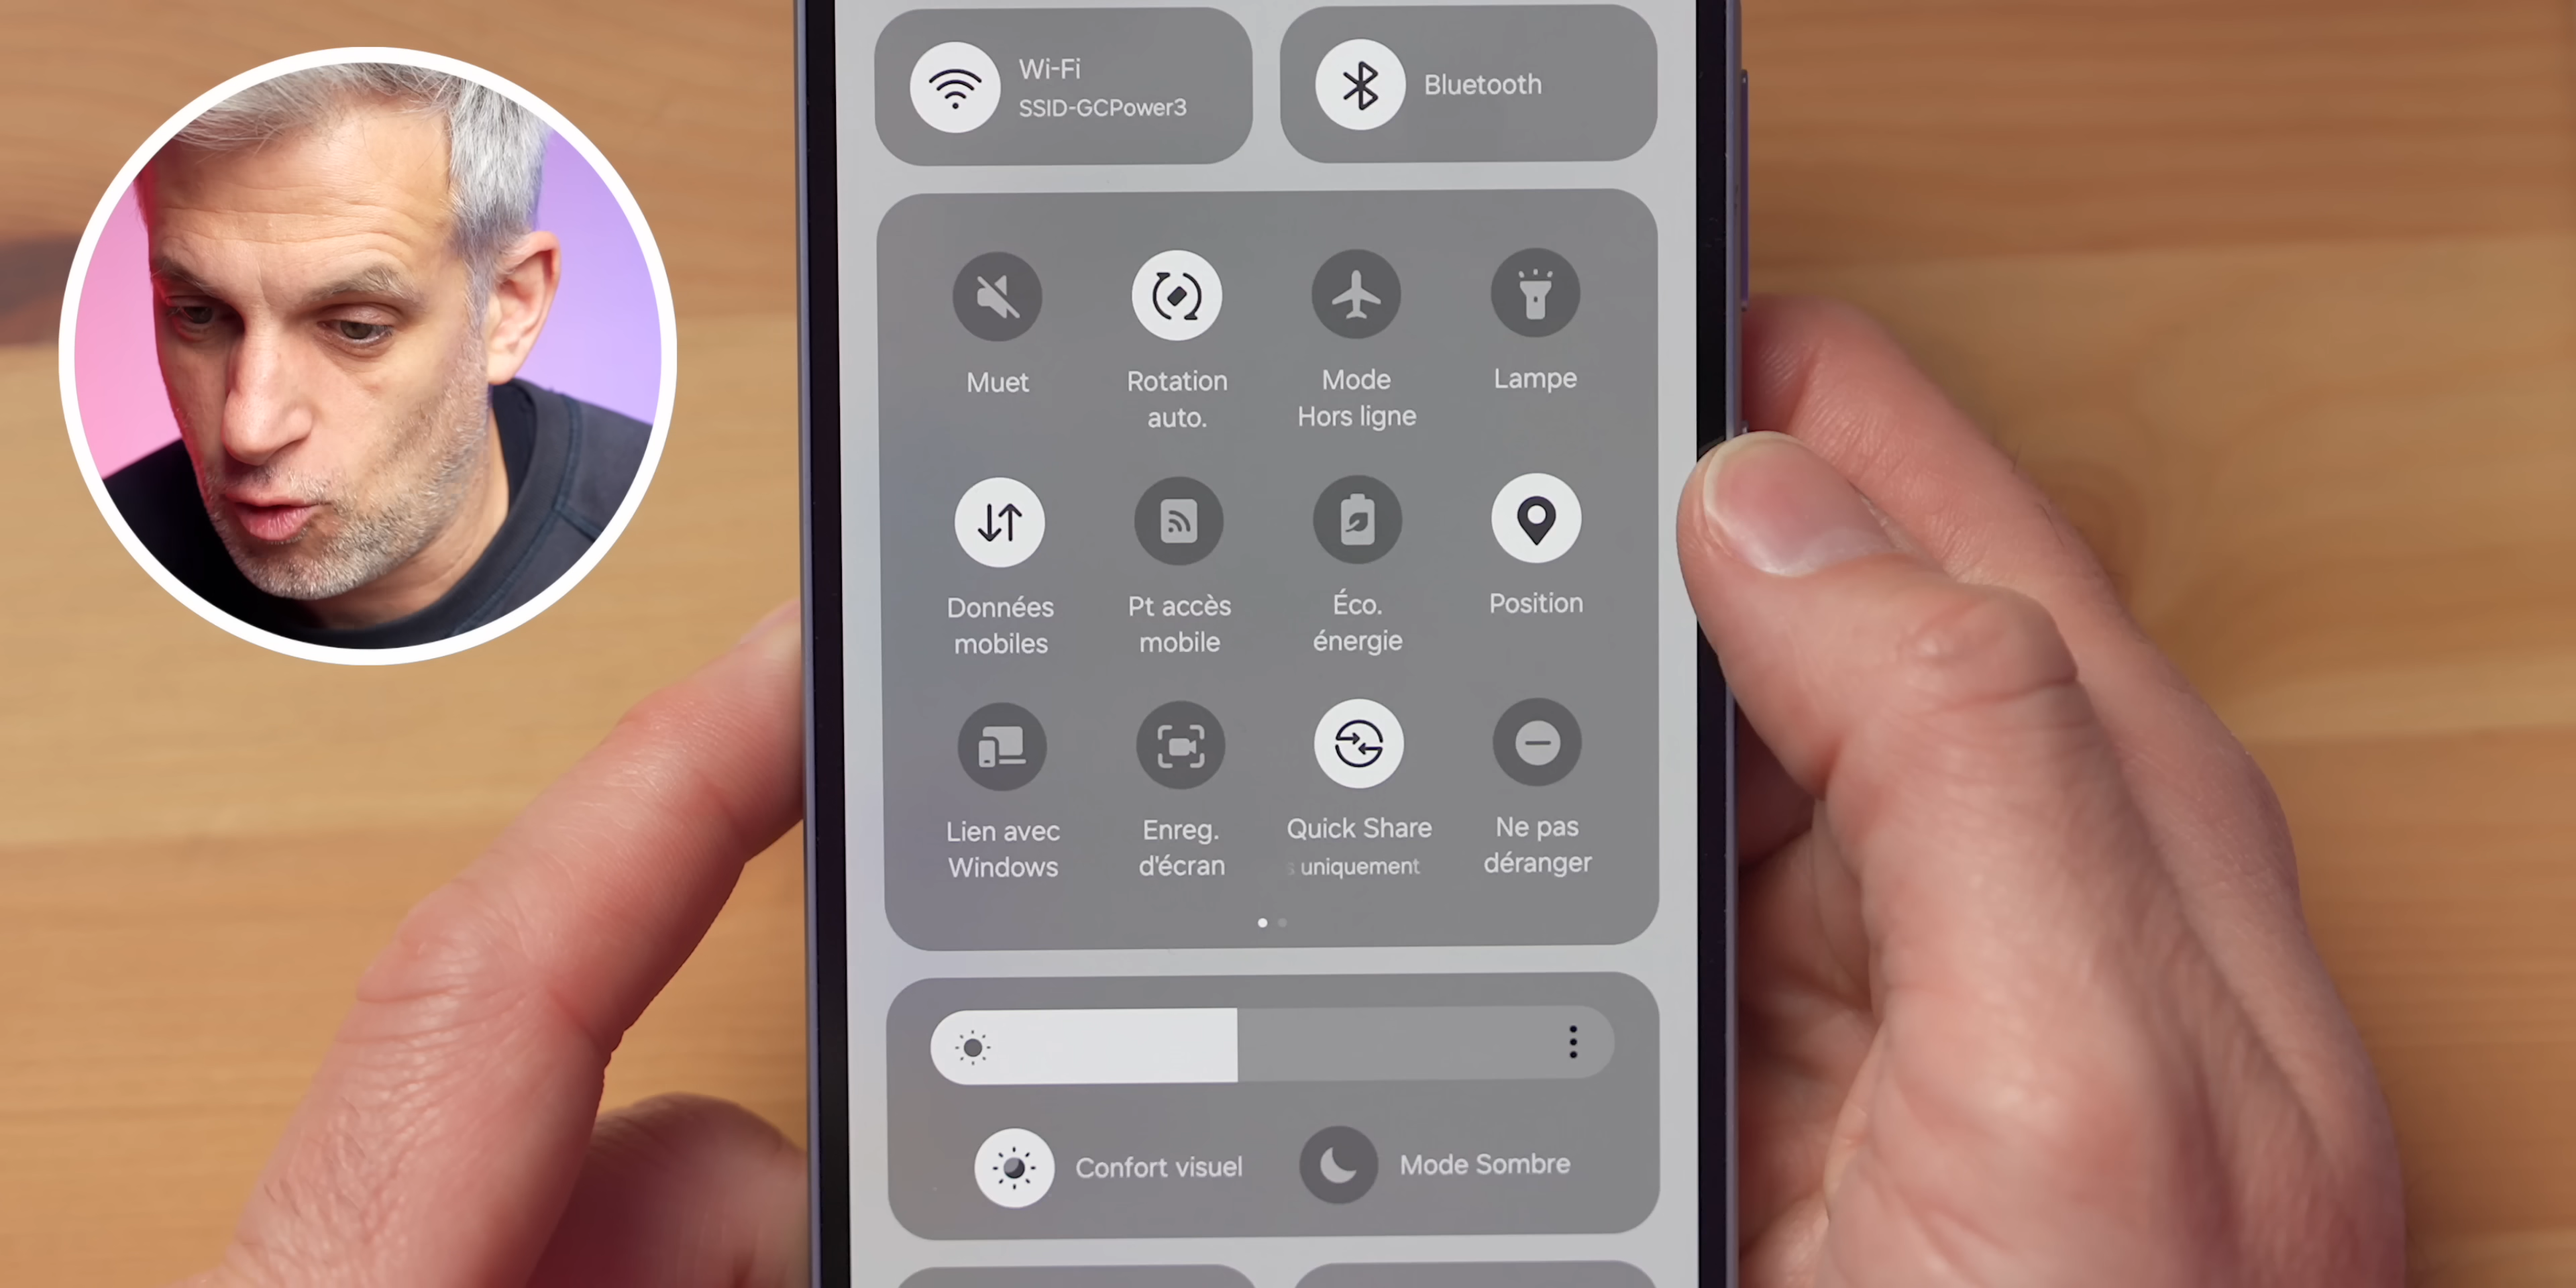 Wi-Fi
SSID-GCPower3
Bluetooth
Muet
Rotation
auto.
Mode
Hors ligne
Lampe
Données
mobiles
Pt accès
mobile
Éco.
énergie
Position
Lien avec
Windows
Enreg.
d'écran
Quick Share
uniquement
Ne pas
déranger
Confort visuel
Mode Sombre